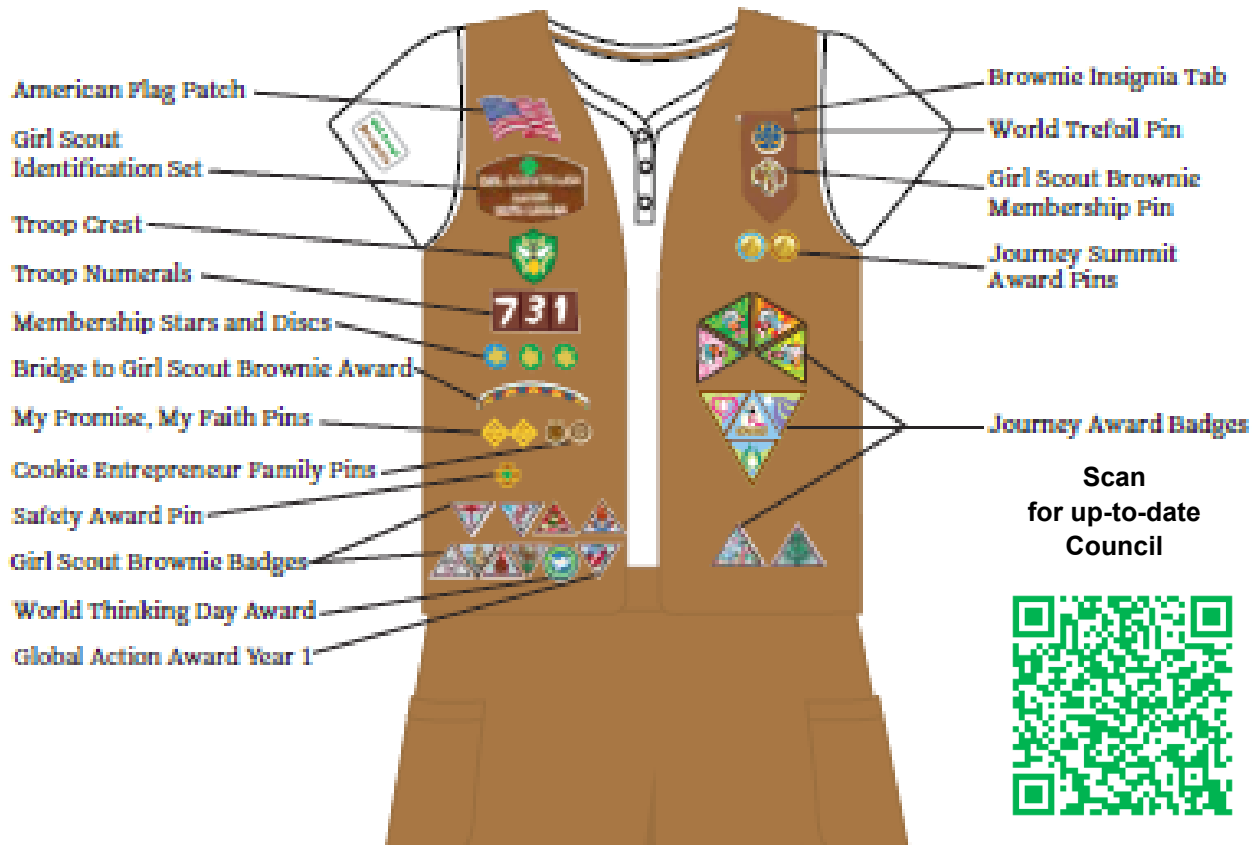 American Flag Patch
Girl Scout
Identification Set
Troop Crest
Troop Numerals
Membership Stars and Discs
Bridge to Girl Scout Brownie Award
My Promise, My Faith Pins
Cookie Entrepreneur Family Pins
Safety Award Pin
Girl Scout Brownie Badges
World Thinking Day Award
Global Action Award Year 1
731
Brownie Insignia Tab
World Trefoil Pin
Girl Scout Brownie
Membership Pin
Journey Summit
Award Pins
Journey Award Badges
Scan
for up-to-date
Council